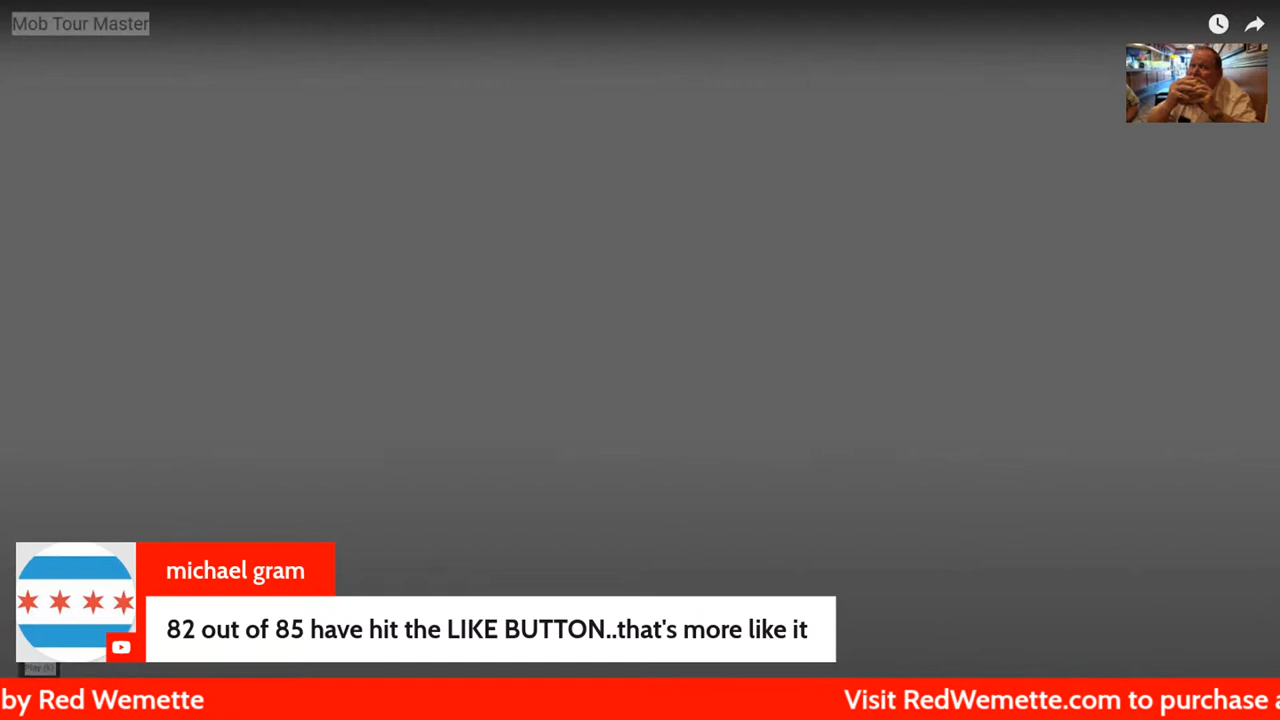 Mob Tour Master
michael gram
82 out of 85 have hit the LIKE BUTTON..that's more like it
Play (k)
by Red Wemette
Visit RedWemette.com to purchase a